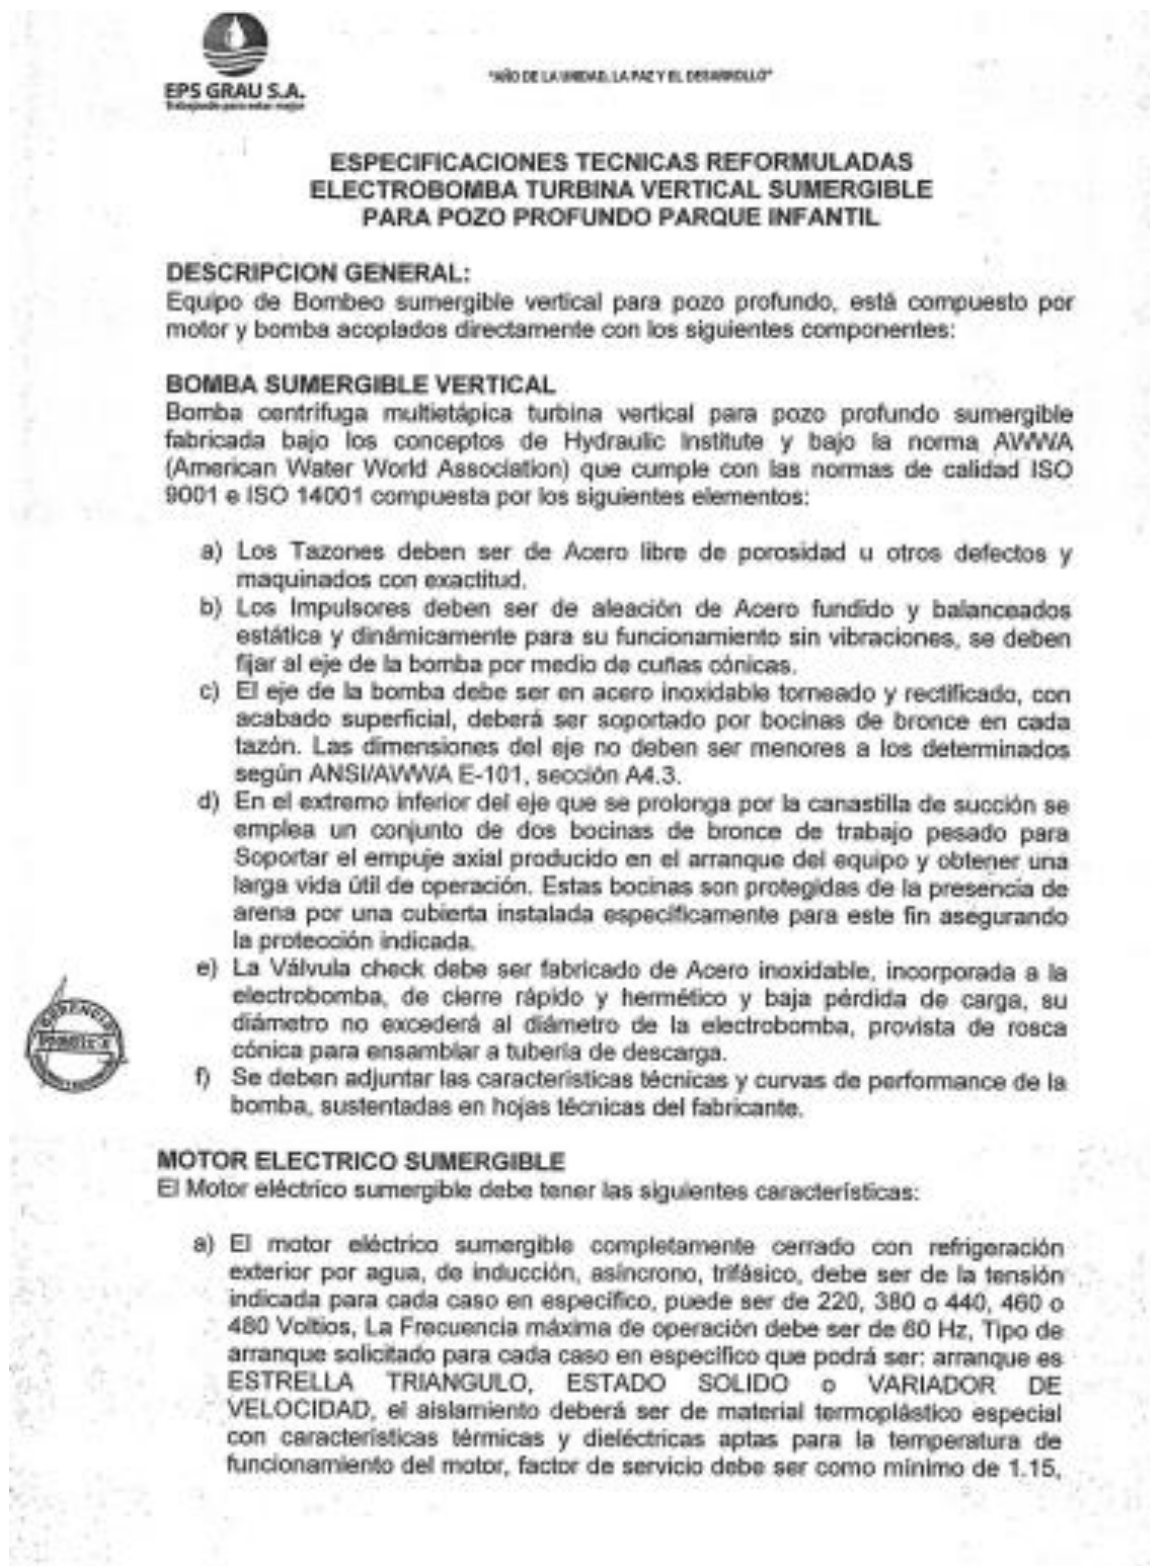 EPS GRAU S.A.
Trabajando para estar mejor
"AÑO DE LA UNIDAD, LA PAZ Y EL DESARROLLO"
ESPECIFICACIONES TECNICAS REFORMULADAS
ELECTROBOMBA TURBINA VERTICAL SUMERGIBLE
PARA POZO PROFUNDO PARQUE INFANTIL
DESCRIPCION GENERAL:
Equipo de Bombeo sumergible vertical para pozo profundo, está compuesto por
motor y bomba acoplados directamente con los siguientes componentes:
BOMBA SUMERGIBLE VERTICAL
Bomba centrifuga multietápica turbina vertical para pozo profundo sumergible
fabricada bajo los conceptos de Hydraulic Institute y bajo la norma AWWA
(American Water World Association) que cumple con las normas de calidad ISO
9001 e ISO 14001 compuesta por los siguientes elementos:
a) Los Tazones deben ser de Acero libre de porosidad u otros defectos y
maquinados con exactitud.
b) Los Impulsores deben ser de aleación de Acero fundido y balanceados
estática y dinámicamente para su funcionamiento sin vibraciones, se deben
fijar al eje de la bomba por medio de cuñas cónicas.
c) El eje de la bomba debe ser en acero inoxidable torneado y rectificado, con
acabado superficial, deberá ser soportado por bocinas de bronce en cada
tazón. Las dimensiones del eje no deben ser menores a los determinados
según ANSI/AWWA E-101, sección A4.3.
d) En el extremo inferior del eje que se prolonga por la canastilla de succión se
emplea un conjunto de dos bocinas de bronce de trabajo pesado para
Soportar el empuje axial producido en el arranque del equipo y obtener una
larga vida útil de operación. Estas bocinas son protegidas de la presencia de
arena por una cubierta instalada específicamente para este fin asegurando
la protección indicada.
e) La Válvula check debe ser fabricado de Acero inoxidable, incorporada a la
electrobomba, de cierre rápido y hermético y baja pérdida de carga, su
diámetro no excederá al diámetro de la electrobomba, provista de rosca
cónica para ensamblar a tubería de descarga.
f) Se deben adjuntar las características técnicas y curvas de performance de la
bomba, sustentadas en hojas técnicas del fabricante.
MOTOR ELECTRICO SUMERGIBLE
El Motor eléctrico sumergible debe tener las siguientes características:
a) El motor eléctrico sumergible completamente cerrado con refrigeración
exterior por agua, de inducción, asíncrono, trifásico, debe ser de la tensión
indicada para cada caso en específico, puede ser de 220, 380 o 440, 460 o
480 Voltios, La Frecuencia máxima de operación debe ser de 60 Hz, Tipo de
arranque solicitado para cada caso en especifico que podrá ser: arranque es
ESTRELLA TRIANGULO, ESTADO SOLIDO o VARIADOR DE
VELOCIDAD, el aislamiento deberá ser de material termoplástico especial
con características térmicas y dieléctricas aptas para la temperatura de
funcionamiento del motor, factor de servicio debe ser como mínimo de 1.15,